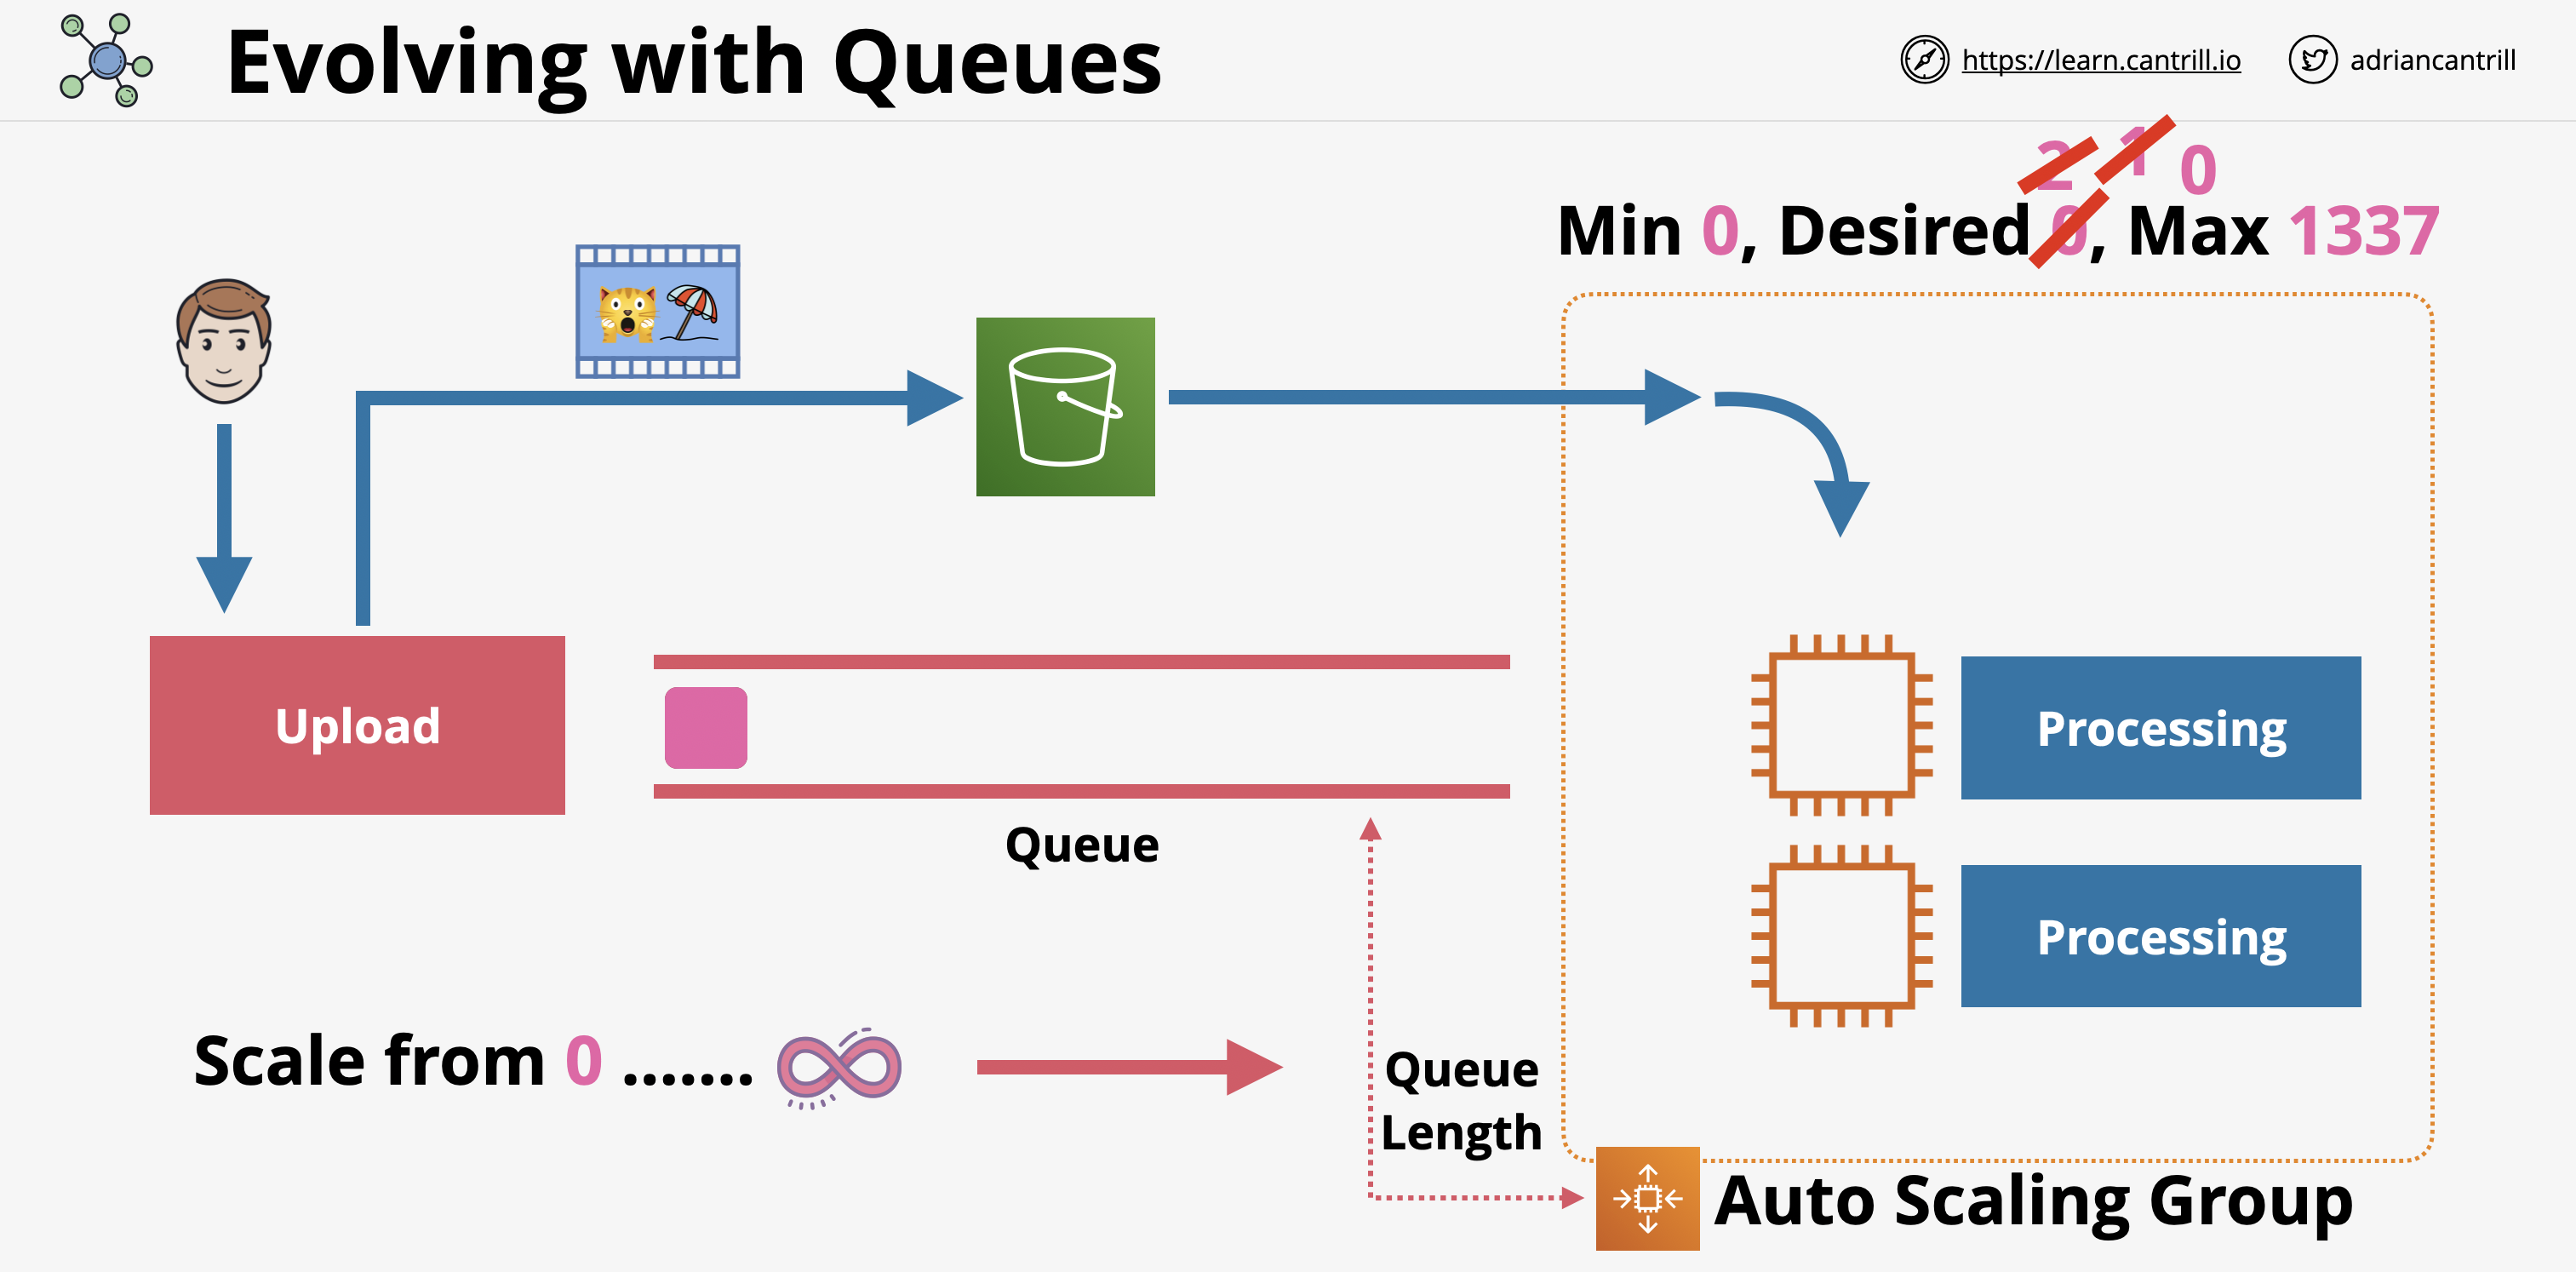 Evolving with Queues
https://learn.cantrill.io
adriancantrill
2 1 0
Min 0, Desired 0, Max 1337
Upload
Processing
Queue
Processing
Scale from 0 .......
Queue
Length
Auto Scaling Group